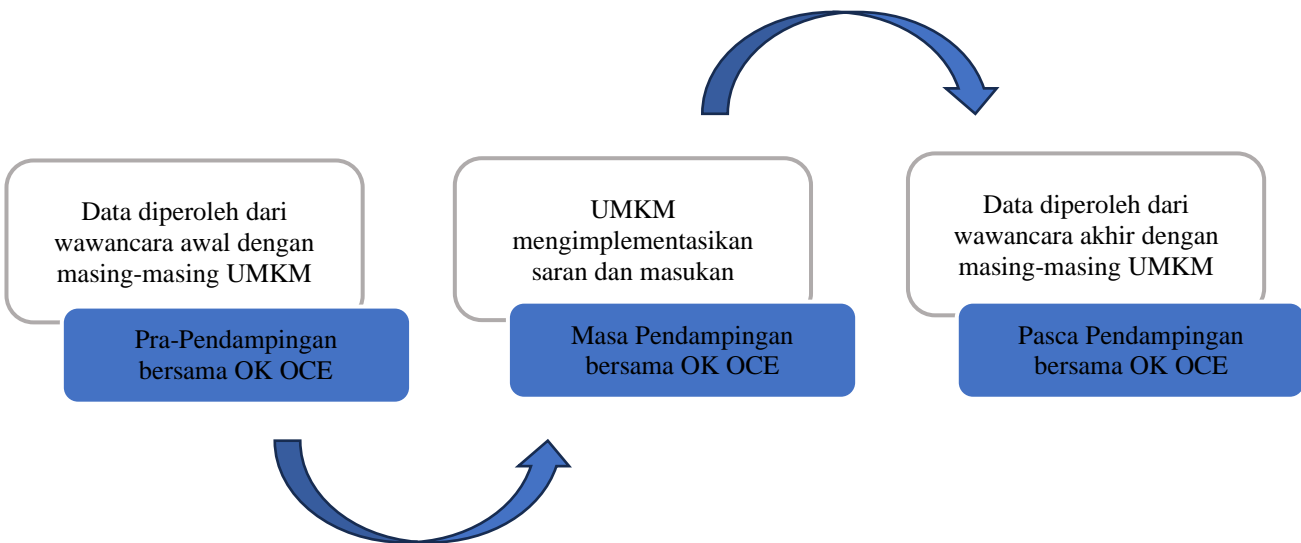 Data diperoleh dari
wawancara awal dengan
masing-masing UMKM
Pra-Pendampingan
bersama OK OCE
UMKM
mengimplementasikan
saran dan masukan
Masa Pendampingan
bersama OK OCE
Data diperoleh dari
wawancara akhir dengan
masing-masing UMKM
Pasca Pendampingan
bersama OK OCE